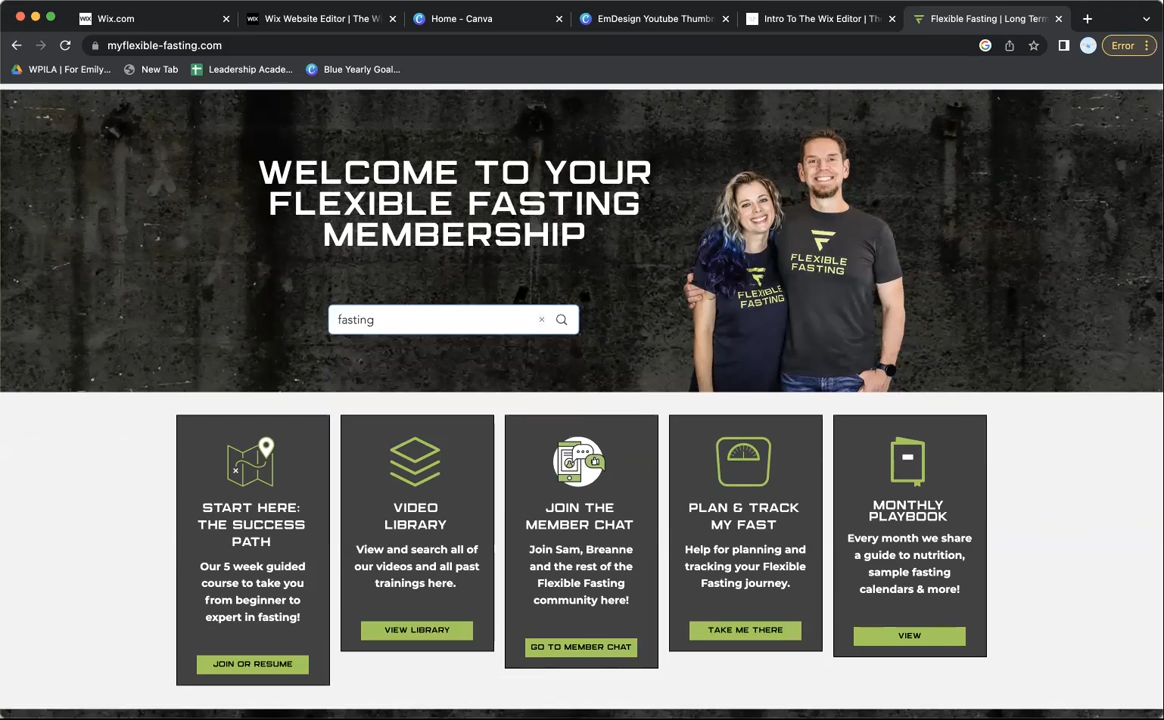 Wix.com
Wix Website Editor | The W
Home - Canva
EmDesign Youtube Thumb
Intro To The Wix Editor | The
Flexible Fasting | Long Term
myflexible-fasting.com
Error
WPILA | For Emily...
New Tab
Leadership Acade...
Blue Yearly Goal...
WELCOME TO YOUR
FLEXIBLE FASTING
MEMBERSHIP
fasting
FLEXIBLE
FASTING
FLEXIBLE
FASTING
START HERE:
THE SUCCESS
PATH
Our 5 week guided
course to take you
from beginner to
expert in fasting!
JOIN OR RESUME
VIDEO
LIBRARY
View and search all of
our videos and all past
trainings here.
VIEW LIBRARY
JOIN THE
MEMBER CHAT
Join Sam, Breanne
and the rest of the
Flexible Fasting
community here!
GO TO MEMBER CHAT
PLAN & TRACK
MY FAST
Help for planning and
tracking your Flexible
Fasting journey.
TAKE ME THERE
MONTHLY
PLAYBOOK
Every month we share
a guide to nutrition,
sample fasting
calendars & more!
VIEW